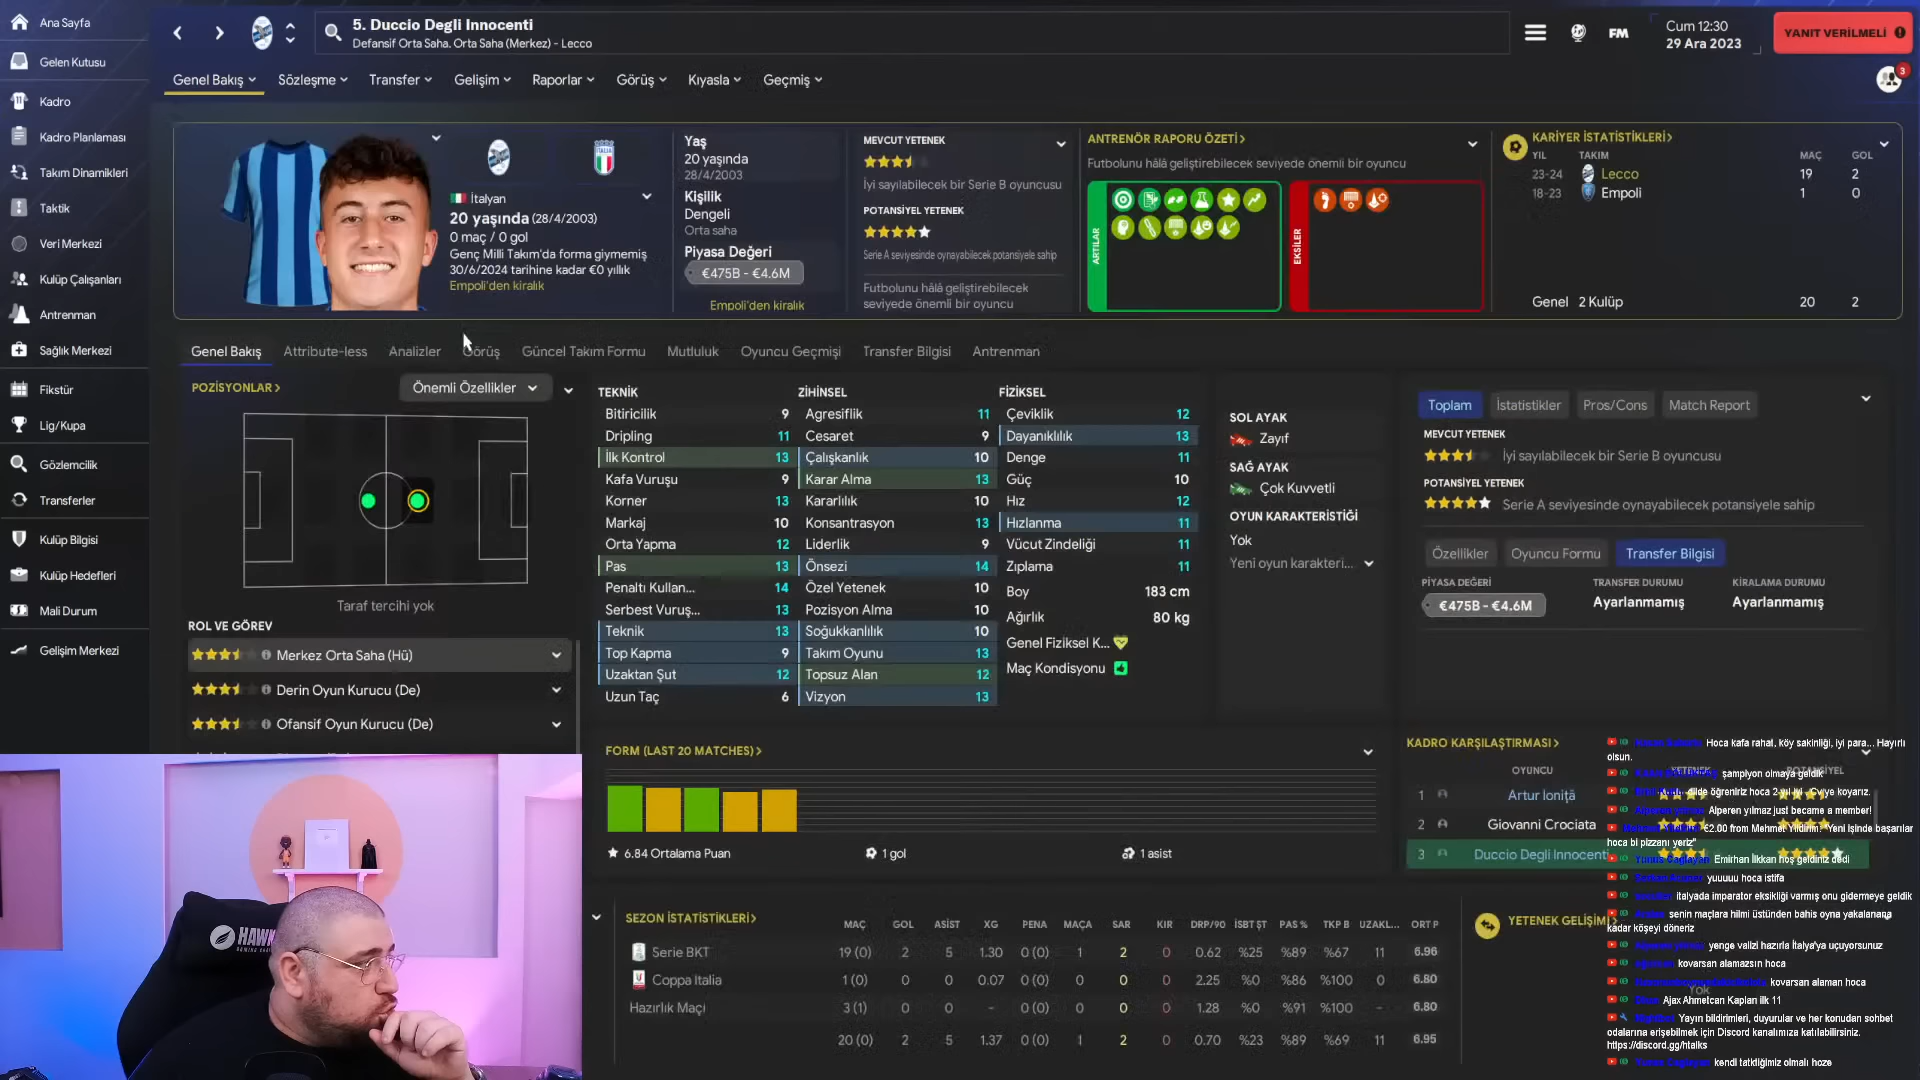 Ana Sayfa
Gelen Kutusu
Kadro
Kadro Planlaması
Takım Dinamikleri
Taktik
Veri Merkezi
Kulüp Çalışanları
Antrenman
Sağlık Merkezi
Fikstür
Lig/Kupa
Gözlemcilik
Transferler
Kulüp Bilgisi
Kulüp Hedefleri
Mali Durum
Gelişim Merkezi
5. Duccio Degli Innocenti
Defansif Orta Saha, Orta Saha (Merkez) - Lecco
FM
Cum 12:30
29 Ara 2023
YANIT VERİLMELİ
3
Genel Bakış
Sözleşme
Transfer
Gelişim
Raporlar
Görüş
Kıyasla
Geçmiş
İtalyan
20 yaşında (28/4/2003)
0 maç / 0 gol
Genç Milli Takım'da forma giymemiş
30/6/2024 tarihine kadar €0 yıllık
Empoli'den kiralık
Yaş
20 yaşında
28/4/2003
Kişilik
Dengeli
Orta saha
Piyasa Değeri
€475B - €4.6M
Empoli'den kiralık
MEVCUT YETENEK
İyi sayılabilecek bir Serie B oyuncusu
POTANSİYEL YETENEK
Serie A seviyesinde oynayabilecek potansiyele sahip
Futbolunu hâlâ geliştirebilecek
seviyede önemli bir oyuncu
ANTRENÖR RAPORU ÖZETİ>
Futbolunu hâlâ geliştirebilecek seviyede önemli bir oyuncu
ARTILAR
EKSİLER
KARİYER İSTATİSTİKLERİ>
YIL TAKIM MAÇ GOL
23-24 Lecco 19 2
18-23 Empoli 1 0
Genel 2 Kulüp 20 2
Genel Bakış
Attribute-less
Analizler
Görüş
Güncel Takım Formu
Mutluluk
Oyuncu Geçmişi
Transfer Bilgisi
Antrenman
POZİSYONLAR>
Önemli Özellikler
Taraf tercihi yok
ROL VE GÖREV
Merkez Orta Saha (Hü)
Derin Oyun Kurucu (De)
Ofansif Oyun Kurucu (De)
TEKNİK
Bitiricilik 9
Dripling 11
İlk Kontrol 13
Kafa Vuruşu 9
Korner 13
Markaj 10
Orta Yapma 12
Pas 13
Penaltı Kullan... 14
Serbest Vuruş... 13
Teknik 13
Top Kapma 9
Uzaktan Şut 12
Uzun Taç 6
ZİHİNSEL
Agresiflik 11
Cesaret 9
Çalışkanlık 10
Karar Alma 13
Kararlılık 10
Konsantrasyon 13
Liderlik 9
Önsezi 14
Özel Yetenek 10
Pozisyon Alma 10
Soğukkanlılık 10
Takım Oyunu 13
Topsuz Alan 12
Vizyon 13
FİZİKSEL
Çeviklik 12
Dayanıklılık 13
Denge 11
Güç 10
Hız 12
Hızlanma 11
Vücut Zindeliği 11
Zıplama 11
Boy 183 cm
Ağırlık 80 kg
Genel Fiziksel K...
Maç Kondisyonu
SOL AYAK
Zayıf
SAĞ AYAK
Çok Kuvvetli
OYUN KARAKTERİSTİĞİ
Yok
Yeni oyun karakteri...
Toplam
İstatistikler
Pros/Cons
Match Report
MEVCUT YETENEK
İyi sayılabilecek bir Serie B oyuncusu
POTANSİYEL YETENEK
Serie A seviyesinde oynayabilecek potansiyele sahip
Özellikler
Oyuncu Formu
Transfer Bilgisi
PİYASA DEĞERİ TRANSFER DURUMU KİRALAMA DURUMU
€475B - €4.6M Ayarlanmamış Ayarlanmamış
FORM (LAST 20 MATCHES)>
6.84 Ortalama Puan
1 gol
1 asist
KADRO KARŞILAŞTIRMASI>
OYUNCU
1 Artur Ioniță
2 Giovanni Crociata
3 Duccio Degli Innocenti
SEZON İSTATİSTİKLERİ>
MAÇ GOL ASİST XG PENA MAÇA SAR KIR DRP/90 İSBT ŞT PAS % TKP B UZAKL... ORT P
Serie BKT 19 (0) 2 5 1.30 0 (0) 1 2 0 0.62 %25 %89 %67 11 6.96
Coppa Italia 1 (0) 0 0 0.07 0 (0) 0 0 0 2.25 %0 %86 %100 0 6.80
Hazırlık Maçı 3 (1) 0 0 - 0 (0) 0 0 0 1.28 %0 %91 %100 - 6.80
20 (0) 2 5 1.37 0 (0) 1 2 0 0.70 %23 %89 %69 11 6.95
YETENEK GELİŞİMİ>
Yok
Hoca kafa rahat, köy sakinliği, iyi para... Hayırlı
olsun.
şampiyon olmaya geldik
dilde öğreniriz hoca 2 yıl iyi . Cvye koyarız.
Alperen yılmaz just became a member!
€2.00 from Mehmet Yıldırım: "Yeni işinde başarılar
hoca bi pizzanı yeriz"
Emirhan İlkkan hoş geldiniz dedi
yuuuuu hoca istifa
italyada imparator eksikliği varmış onu gidermeye geldik
senin maçlara hilmi üstünden bahis oyna yakalanana
kadar köşeyi döneriz
yenge valizi hazırla İtalya'ya uçuyorsunuz
kovarsan alamazsın hoca
kovarsan alaman hoca
Ajax Ahmetcan Kaplan ilk 11
Yayın bildirimleri, duyurular ve her konudan sohbet
odalarına erişebilmek için Discord kanalımıza katılabilirsiniz.
https://discord.gg/htalks
kendi tatkliğimiz olmalı hoze
HAWK